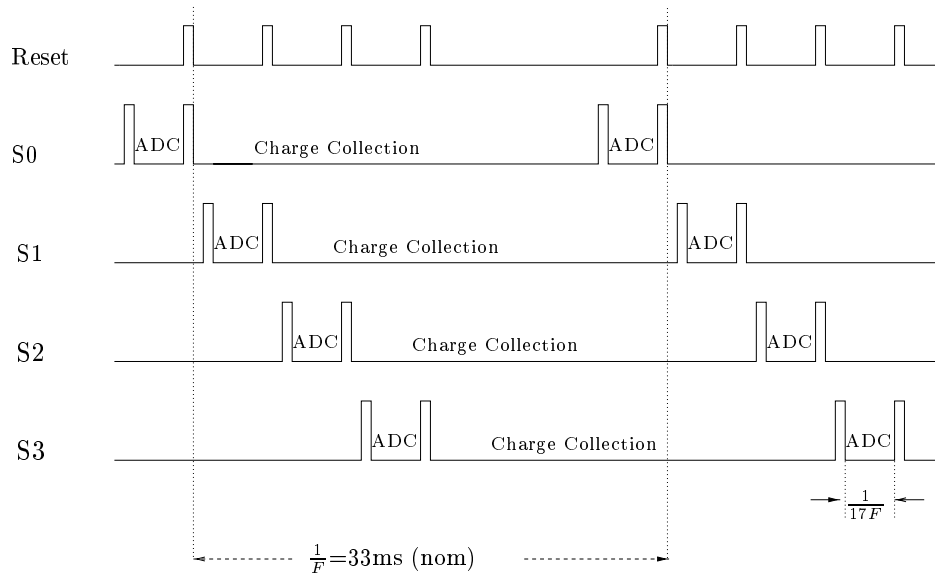 Reset
S0 ADC Charge Collection ADC
S1 ADC Charge Collection ADC
S2 ADC Charge Collection ADC
S3 ADC Charge Collection ADC
1/17F
1/F=33ms (nom)